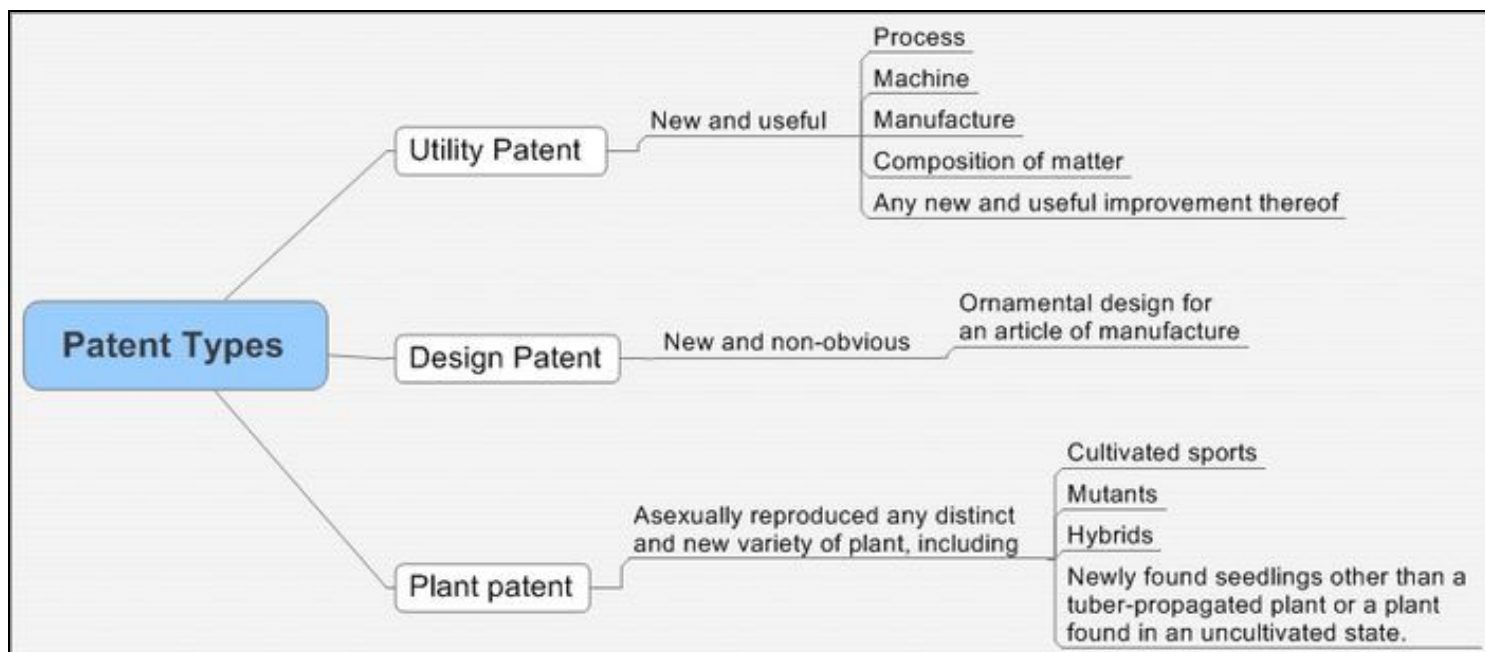 Patent Types
Utility Patent
New and useful
Process
Machine
Manufacture
Composition of matter
Any new and useful improvement thereof
Design Patent
New and non-obvious
Ornamental design for
an article of manufacture
Plant patent
Asexually reproduced any distinct
and new variety of plant, including
Cultivated sports
Mutants
Hybrids
Newly found seedlings other than a
tuber-propagated plant or a plant
found in an uncultivated state.